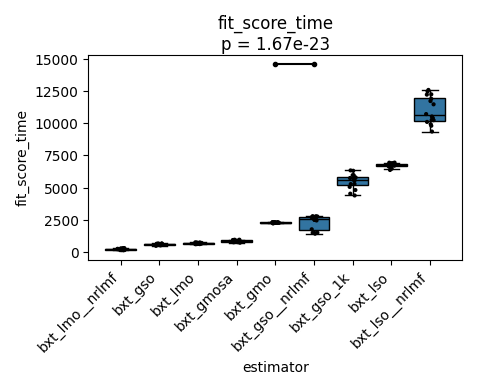 fit_score_time
p = 1.67e-23
15000
12500
10000
7500
5000
2500
0
fit_score_time
bxt_lmo__nrlmf
bxt_gso
bxt_lmo
bxt_gmosa
bxt_gmo
bxt_gso__nrlmf
bxt_gso_1k
bxt_lso
bxt_lso__nrlmf
estimator